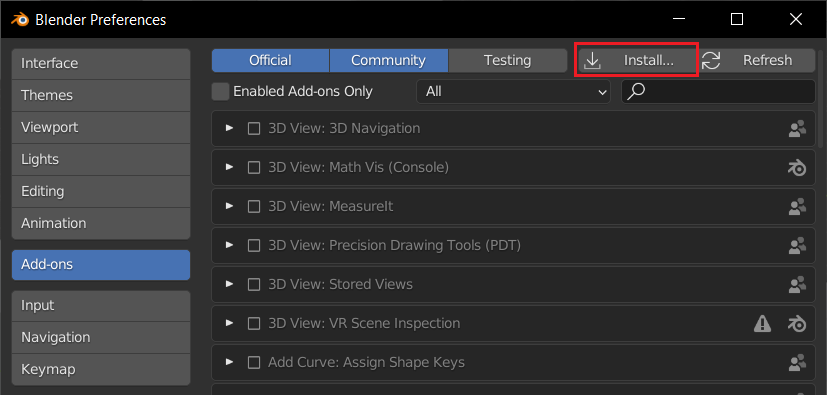 Blender Preferences
Interface
Themes
Viewport
Lights
Editing
Animation
Add-ons
Input
Navigation
Keymap
Official Community Testing Install... Refresh
Enabled Add-ons Only All
3D View: 3D Navigation
3D View: Math Vis (Console)
3D View: MeasureIt
3D View: Precision Drawing Tools (PDT)
3D View: Stored Views
3D View: VR Scene Inspection
Add Curve: Assign Shape Keys